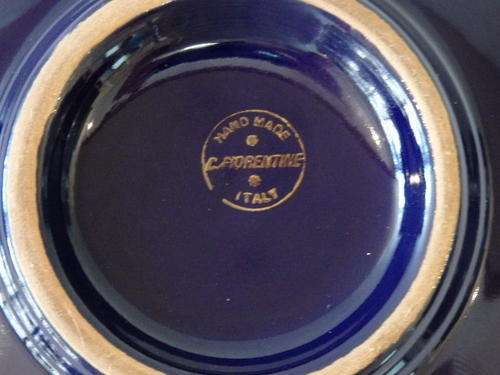 HAND MADE
C. FIORENTINE
ITALY